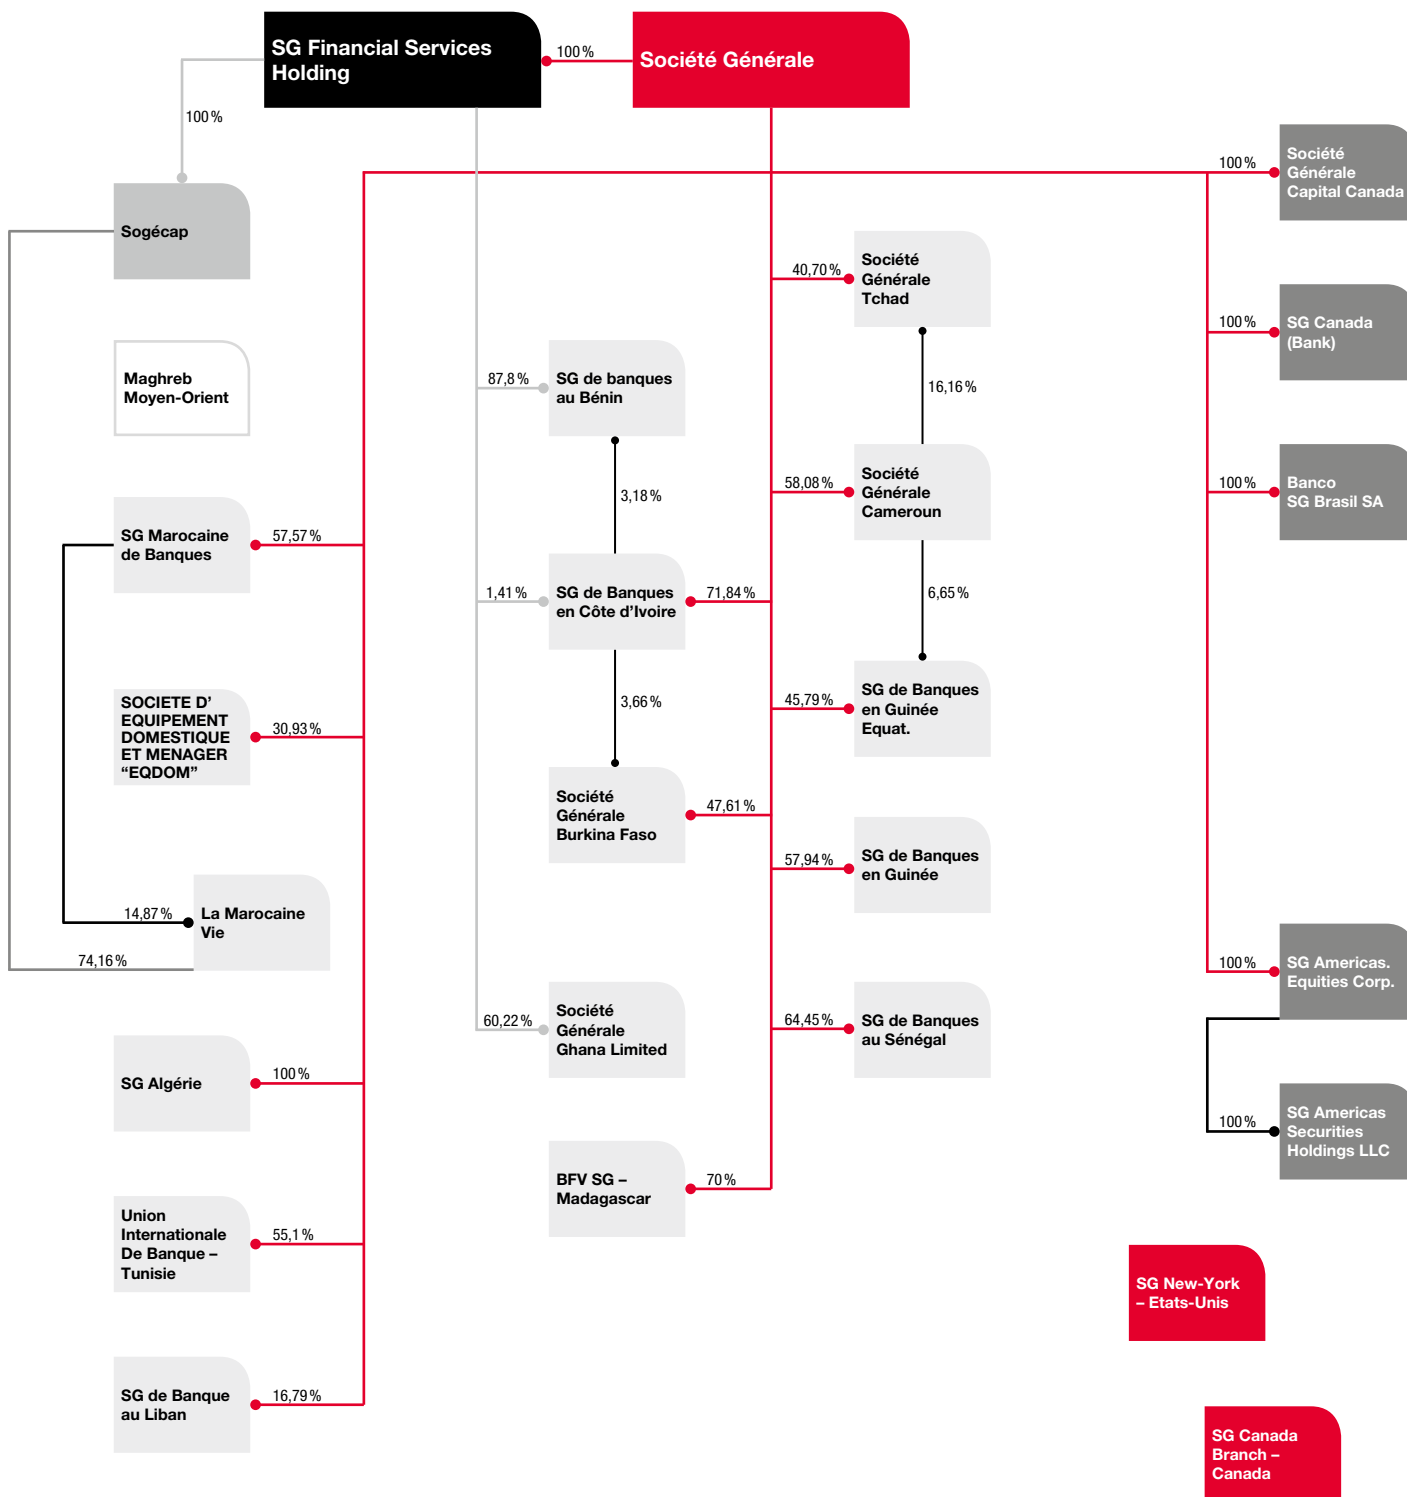 SG Financial Services
Holding
100 %
Société Générale
100 %
Sogécap
Maghreb
Moyen-Orient
SG Marocaine
de Banques
57,57 %
SOCIETE D’
EQUIPEMENT
DOMESTIQUE
ET MENAGER
“EQDOM”
30,93 %
14,87 %
La Marocaine
Vie
74,16 %
SG Algérie
100 %
Union
Internationale
De Banque –
Tunisie
55,1 %
SG de Banque
au Liban
16,79 %
87,8 %
SG de banques
au Bénin
3,18 %
1,41 %
SG de Banques
en Côte d’Ivoire
71,84 %
3,66 %
Société
Générale
Burkina Faso
47,61 %
60,22 %
Société
Générale
Ghana Limited
BFV SG –
Madagascar
70 %
40,70 %
Société
Générale
Tchad
16,16 %
58,08 %
Société
Générale
Cameroun
6,65 %
45,79 %
SG de Banques
en Guinée
Equat.
57,94 %
SG de Banques
en Guinée
64,45 %
SG de Banques
au Sénégal
100 %
Société
Générale
Capital Canada
100 %
SG Canada
(Bank)
100 %
Banco
SG Brasil SA
100 %
SG Americas.
Equities Corp.
100 %
SG Americas
Securities
Holdings LLC
SG New-York
– Etats-Unis
SG Canada
Branch –
Canada